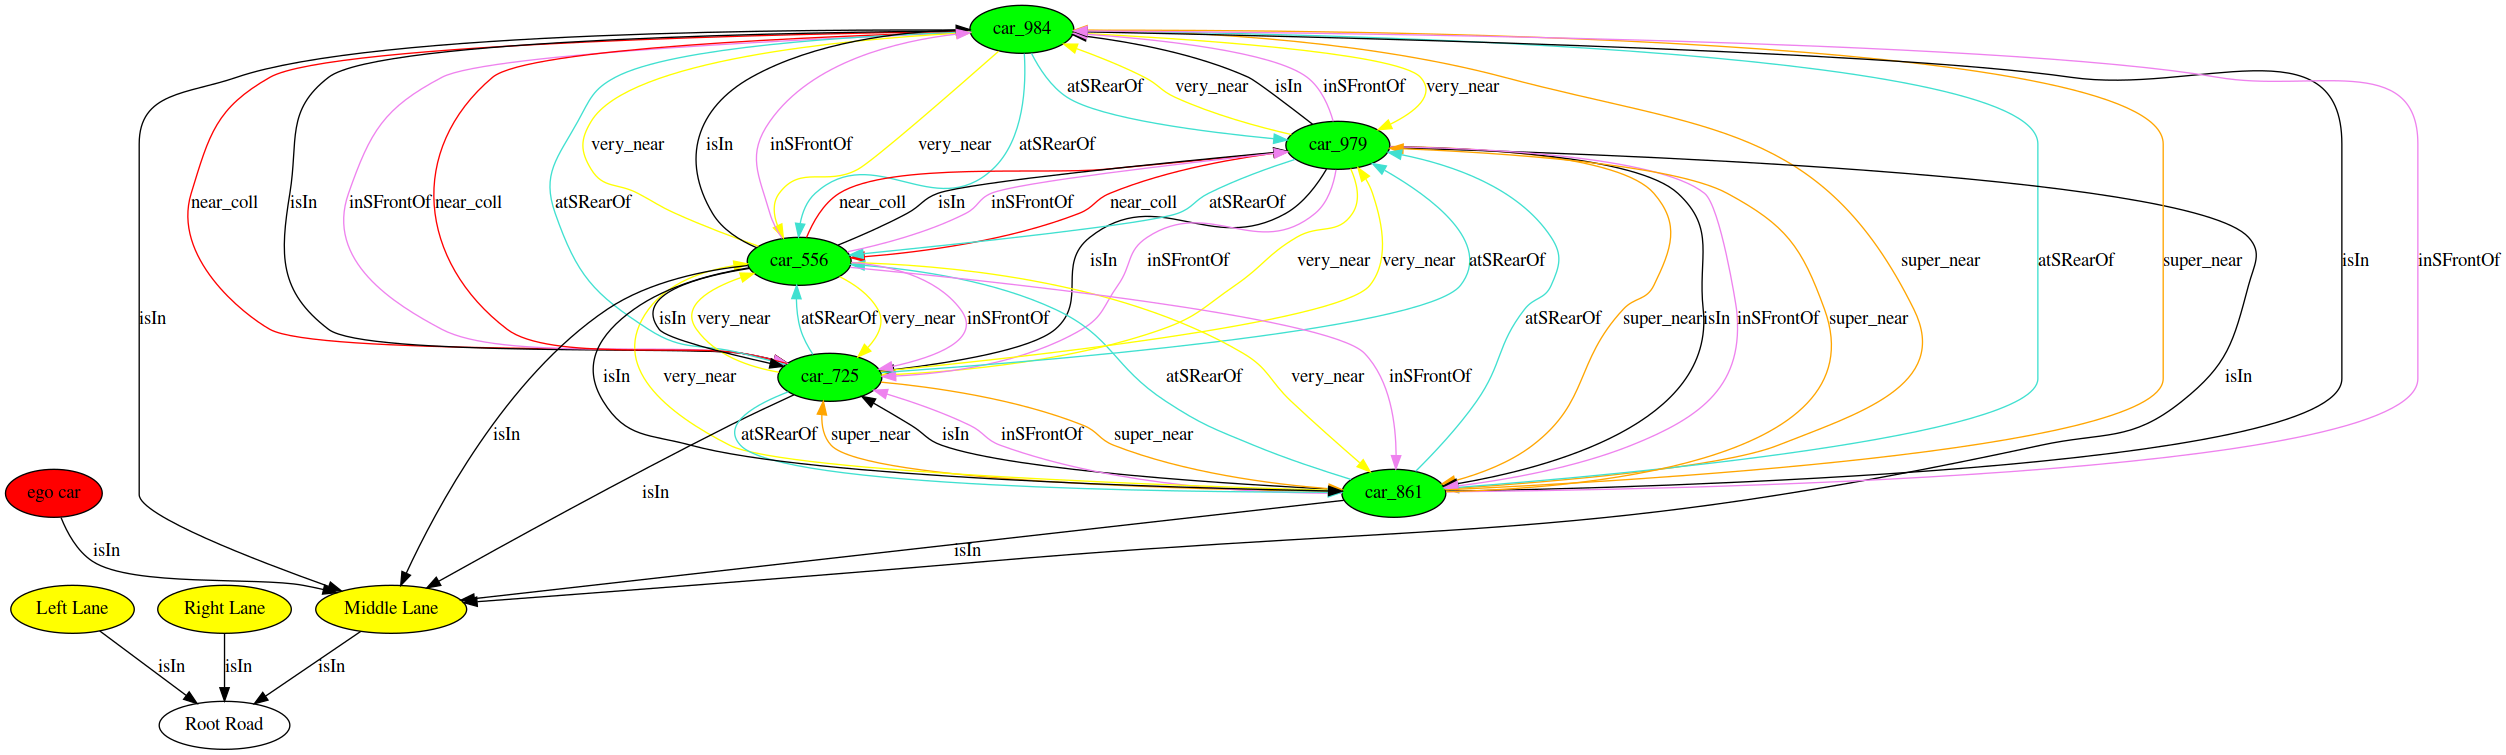 car_984
atSRearOf
very_near
isIn
inSFrontOf
very_near
very_near
isIn
inSFrontOf
very_near
atSRearOf
car_979
near_coll
isIn
inSFrontOf
near_coll
atSRearOf
near_coll
isIn
inSFrontOf
near_coll
atSRearOf
car_556
isIn
inSFrontOf
very_near
very_near
atSRearOf
super_near
atSRearOf
super_near
isIn
inSFrontOf
isIn
isIn
very_near
atSRearOf
very_near
inSFrontOf
atSRearOf
super_near
isIn
inSFrontOf
super_near
isIn
very_near
car_725
atSRearOf
very_near
inSFrontOf
isIn
isIn
atSRearOf
super_near
isIn
inSFrontOf
super_near
ego car
isIn
car_861
isIn
isIn
Left Lane
Right Lane
Middle Lane
isIn
isIn
isIn
Root Road